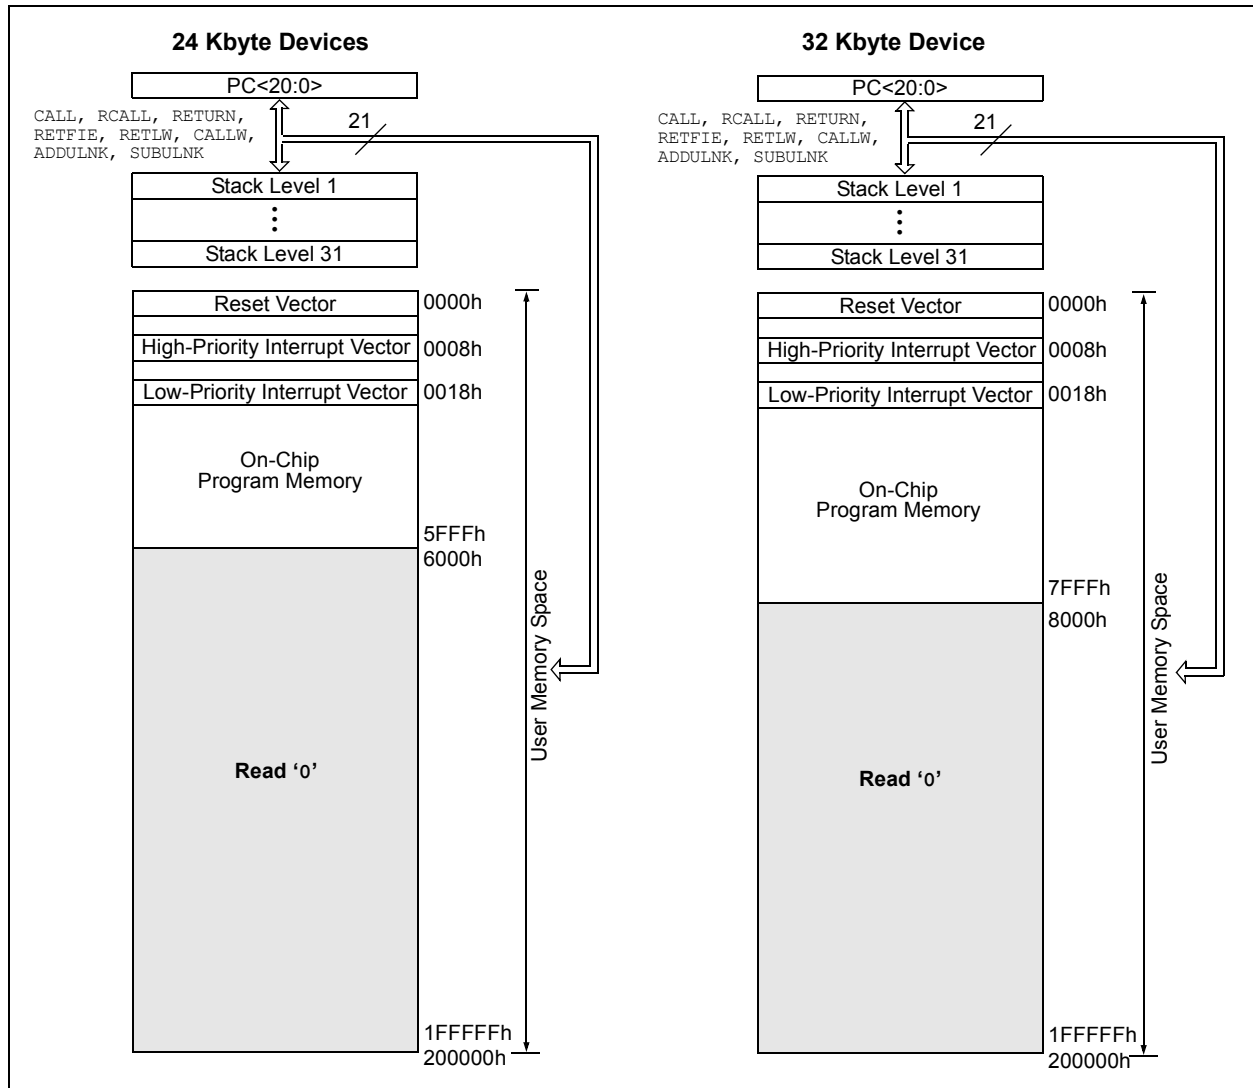 24 Kbyte Devices
PC<20:0>
CALL, RCALL, RETURN,
RETFIE, RETLW, CALLW,
ADDULNK, SUBULNK
21
Stack Level 1
Stack Level 31
Reset Vector
0000h
High-Priority Interrupt Vector
0008h
Low-Priority Interrupt Vector
0018h
On-Chip
Program Memory
5FFFh
6000h
User Memory Space
Read ‘0’
1FFFFFh
200000h
32 Kbyte Device
PC<20:0>
CALL, RCALL, RETURN,
RETFIE, RETLW, CALLW,
ADDULNK, SUBULNK
21
Stack Level 1
Stack Level 31
Reset Vector
0000h
High-Priority Interrupt Vector
0008h
Low-Priority Interrupt Vector
0018h
On-Chip
Program Memory
7FFFh
8000h
User Memory Space
Read ‘0’
1FFFFFh
200000h